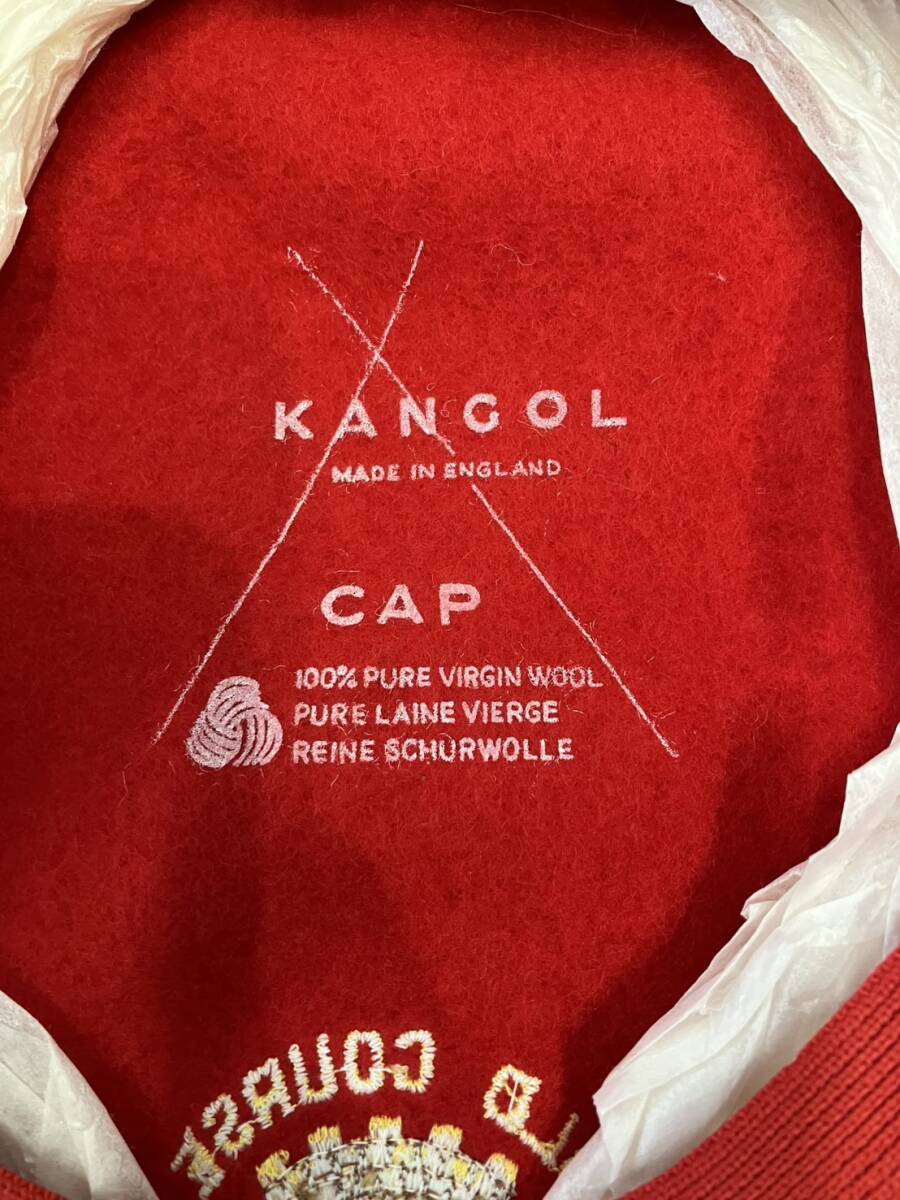 KANGOL
MADE IN ENGLAND
CAP
100% PURE VIRGIN WOOL
PURE LAINE VIERGE
REINE SCHURWOLLE